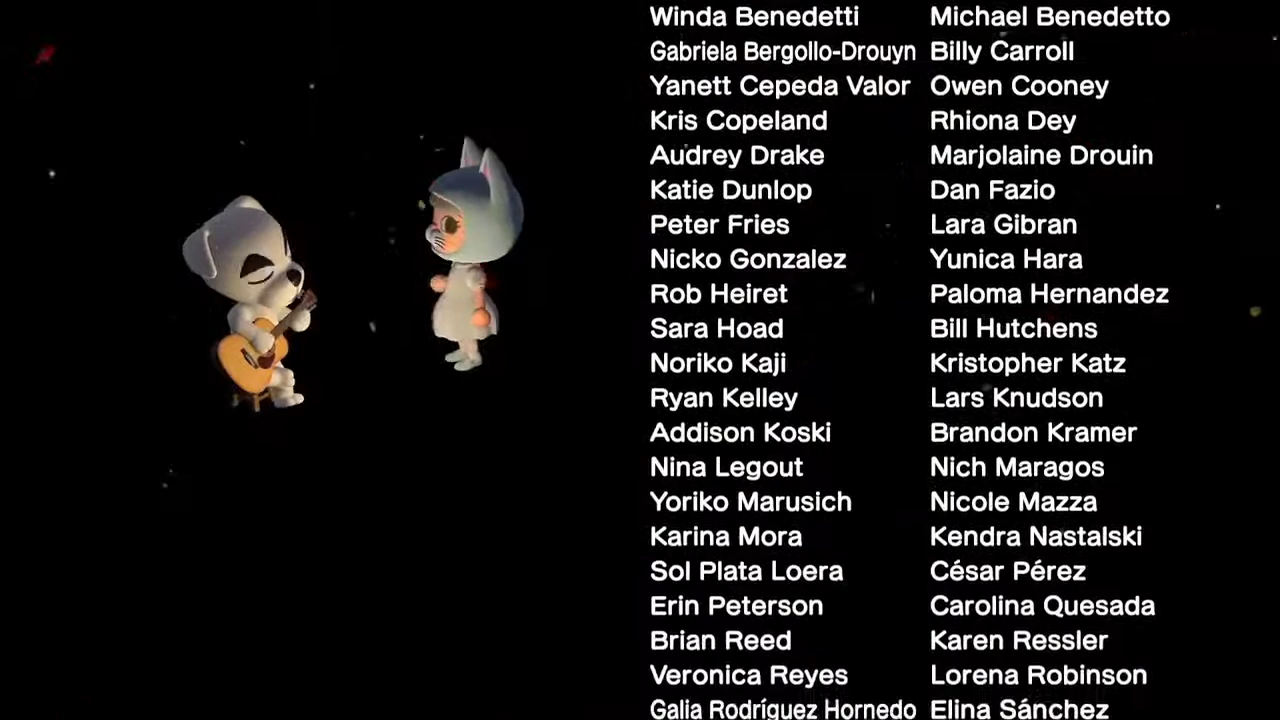 Winda Benedetti Michael Benedetto
Gabriela Bergollo-Drouyn Billy Carroll
Yanett Cepeda Valor Owen Cooney
Kris Copeland Rhiona Dey
Audrey Drake Marjolaine Drouin
Katie Dunlop Dan Fazio
Peter Fries Lara Gibran
Nicko Gonzalez Yunica Hara
Rob Heiret Paloma Hernandez
Sara Hoad Bill Hutchens
Noriko Kaji Kristopher Katz
Ryan Kelley Lars Knudson
Addison Koski Brandon Kramer
Nina Legout Nich Maragos
Yoriko Marusich Nicole Mazza
Karina Mora Kendra Nastalski
Sol Plata Loera César Pérez
Erin Peterson Carolina Quesada
Brian Reed Karen Ressler
Veronica Reyes Lorena Robinson
Galia Rodríguez Hornedo Elina Sánchez